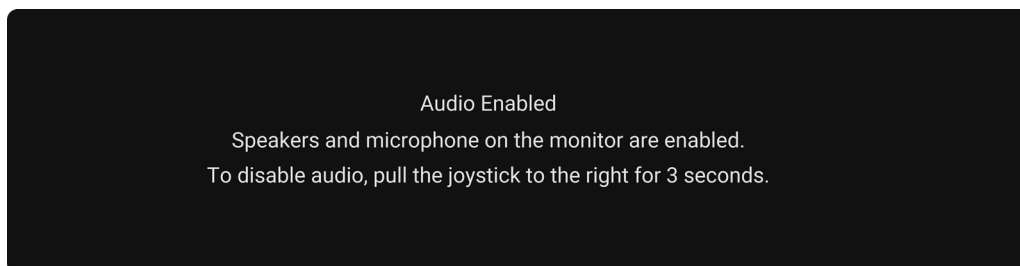 Audio Enabled
Speakers and microphone on the monitor are enabled.
To disable audio, pull the joystick to the right for 3 seconds.